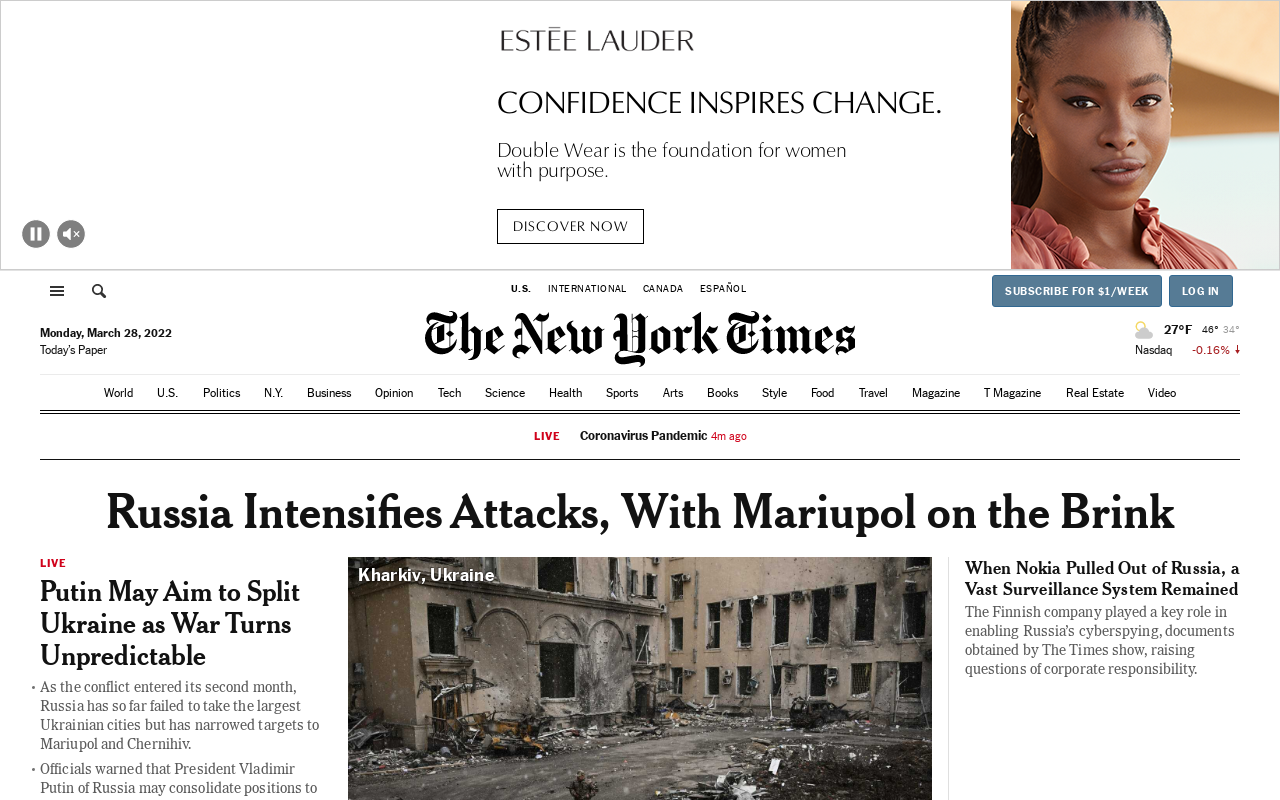 ESTĒE LAUDER
CONFIDENCE INSPIRES CHANGE.
Double Wear is the foundation for women
with purpose.
DISCOVER NOW
U.S. INTERNATIONAL CANADA ESPAÑOL
SUBSCRIBE FOR $1/WEEK LOG IN
Monday, March 28, 2022
Today's Paper
The New York Times
27°F 46° 34°
Nasdaq -0.16%
World U.S. Politics N.Y. Business Opinion Tech Science Health Sports Arts Books Style Food Travel Magazine T Magazine Real Estate Video
LIVE Coronavirus Pandemic 4m ago
Russia Intensifies Attacks, With Mariupol on the Brink
LIVE
Putin May Aim to Split
Ukraine as War Turns
Unpredictable
• As the conflict entered its second month,
Russia has so far failed to take the largest
Ukrainian cities but has narrowed targets to
Mariupol and Chernihiv.
• Officials warned that President Vladimir
Putin of Russia may consolidate positions to
Kharkiv, Ukraine
When Nokia Pulled Out of Russia, a
Vast Surveillance System Remained
The Finnish company played a key role in
enabling Russia's cyberspying, documents
obtained by The Times show, raising
questions of corporate responsibility.